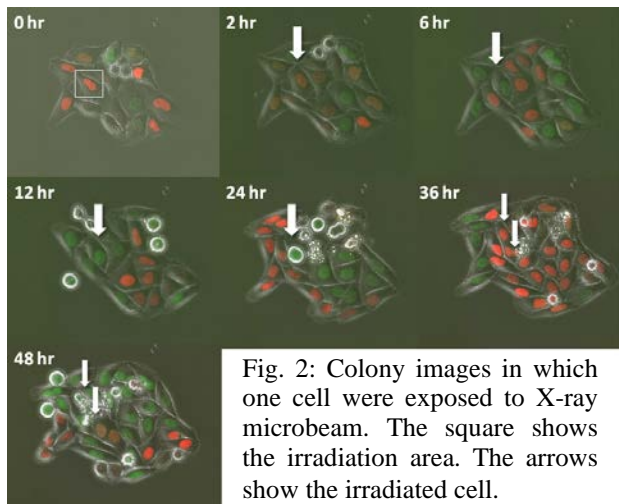 0 hr
2 hr
6 hr
12 hr
24 hr
36 hr
48 hr
Fig. 2: Colony images in which
one cell were exposed to X-ray
microbeam. The square shows
the irradiation area. The arrows
show the irradiated cell.